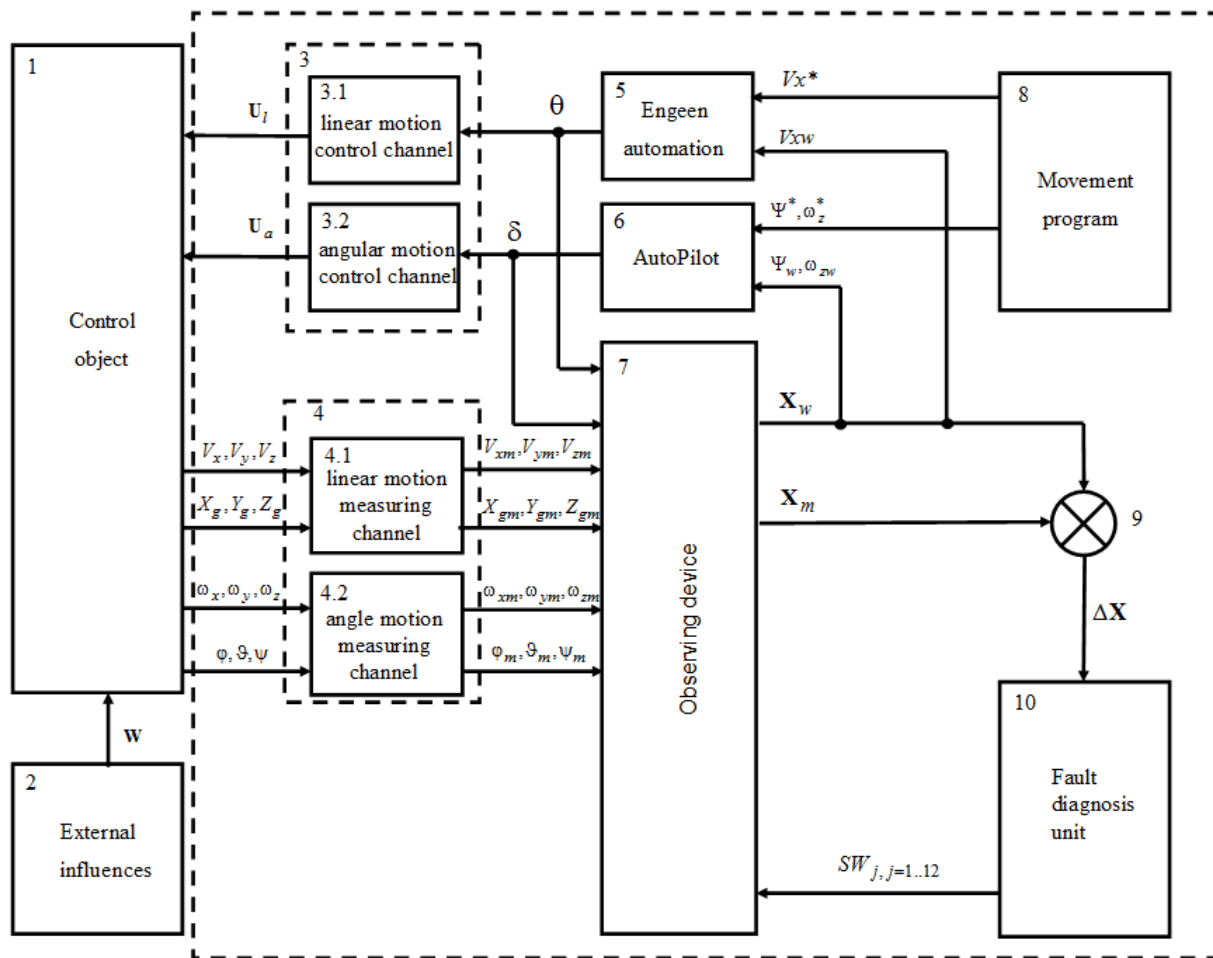 1
Control
object
2
External
influences
W
3
3.1
linear motion
control channel
3.2
angular motion
control channel
U_l
U_a
θ
δ
5
Engeen
automation
6
AutoPilot
Vx*
Vxw
Ψ*,ω_z*
Ψ_w,ω_zw
8
Movement
program
4
4.1
linear motion
measuring
channel
4.2
angle motion
measuring
channel
V_x,V_y,V_z
X_g,Y_g,Z_g
ω_x,ω_y,ω_z
φ,ϑ,ψ
V_xm,V_ym,V_zm
X_gm,Y_gm,Z_gm
ω_xm,ω_ym,ω_zm
φ_m,ϑ_m,ψ_m
7
Observing device
X_w
X_m
9
ΔX
10
Fault
diagnosis
unit
SW_j, j=1..12